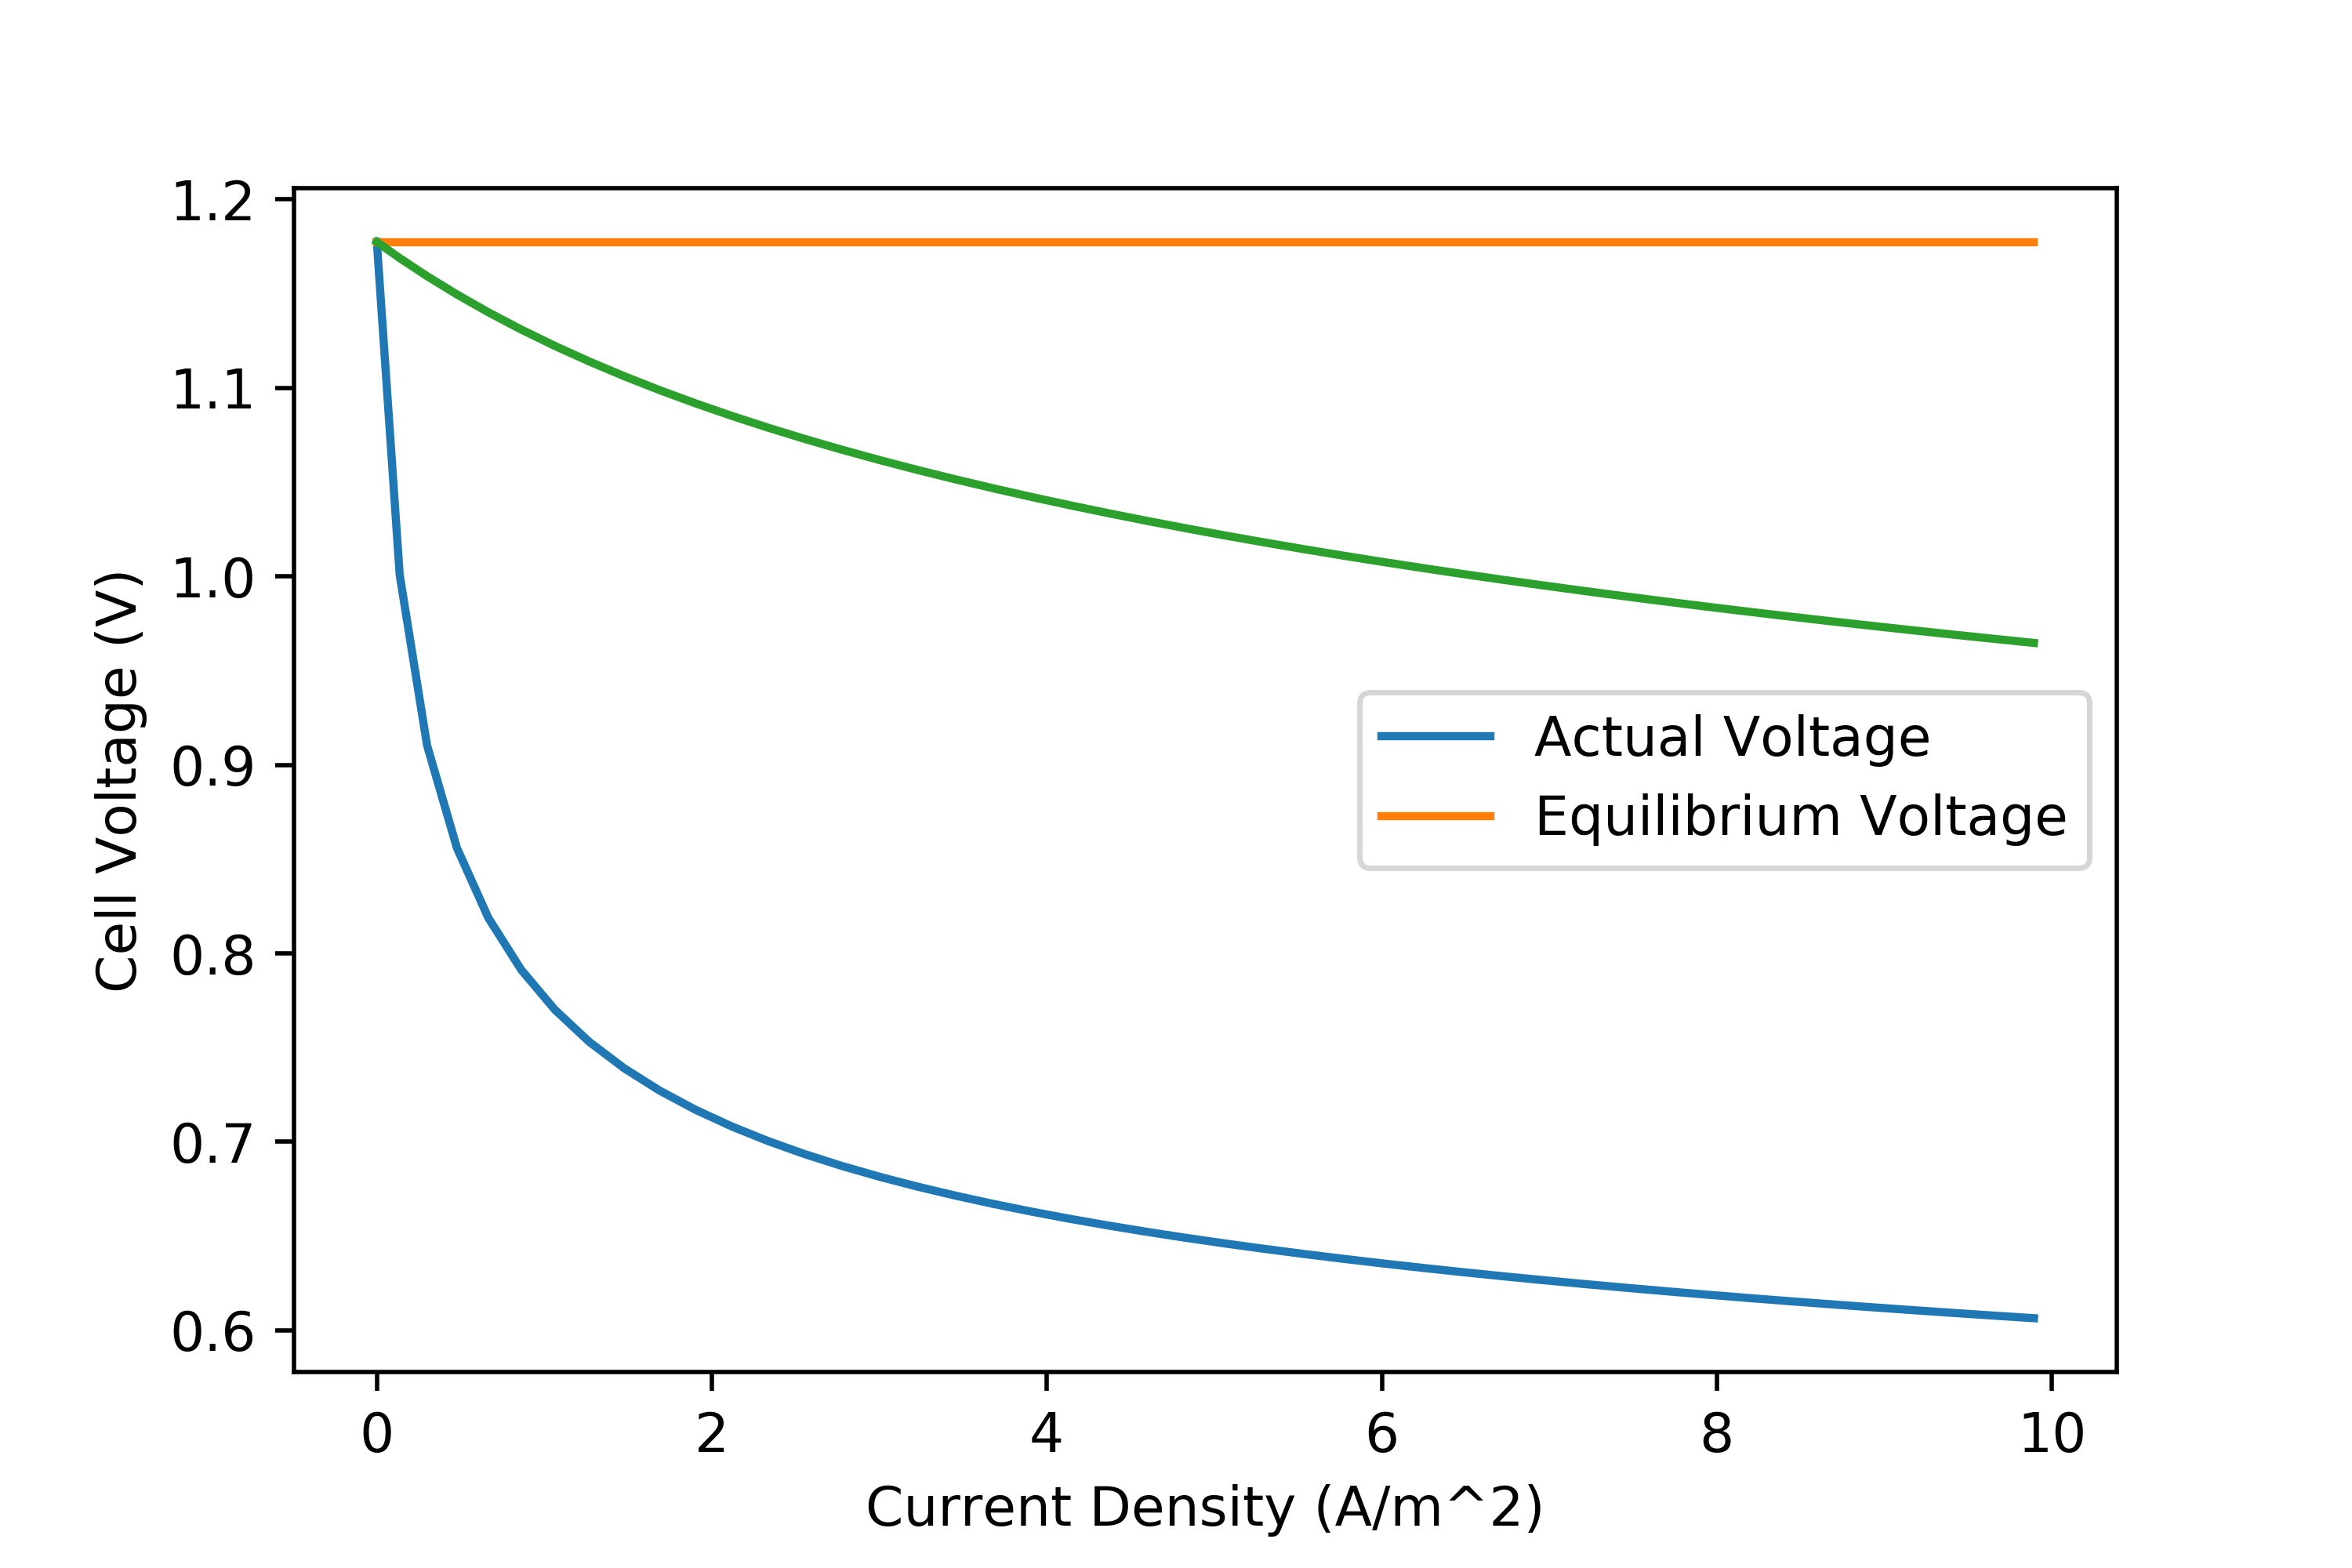 1.2
1.1
1.0
0.9
0.8
0.7
0.6
Cell Voltage (V)
Actual Voltage
Equilibrium Voltage
0 2 4 6 8 10
Current Density (A/m^2)